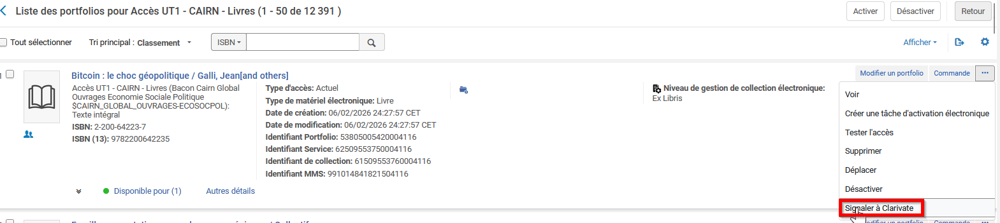 Liste des portfolios pour Accès UT1 - CAIRN - Livres (1 - 50 de 12 391 )
Activer
Désactiver
Retour
Tout sélectionner
Tri principal : Classement
ISBN
Afficher
Bitcoin : le choc géopolitique / Galli, Jean[and others]
Modifier un portfolio
Commande
Accès UT1 - CAIRN - Livres (Bacon Cairn Global
Ouvrages Economie Sociale Politique
$CAIRN_GLOBAL_OUVRAGES-ECOSOCPOL):
Texte intégral
ISBN: 2-200-64223-7
ISBN (13): 9782200642235
Type d'accès: Actuel
Type de matériel électronique: Livre
Date de création: 06/02/2026 24:27:57 CET
Date de modification: 06/02/2026 24:27:57 CET
Identifiant Portfolio: 53805005420004116
Identifiant Service: 62509553750004116
Identifiant de collection: 61509553760004116
Identifiant MMS: 991014841821504116
Niveau de gestion de collection électronique:
Ex Libris
Voir
Créer une tâche d'activation électronique
Tester l'accès
Supprimer
Déplacer
Désactiver
Signaler à Clarivate
Disponible pour (1)
Autres détails